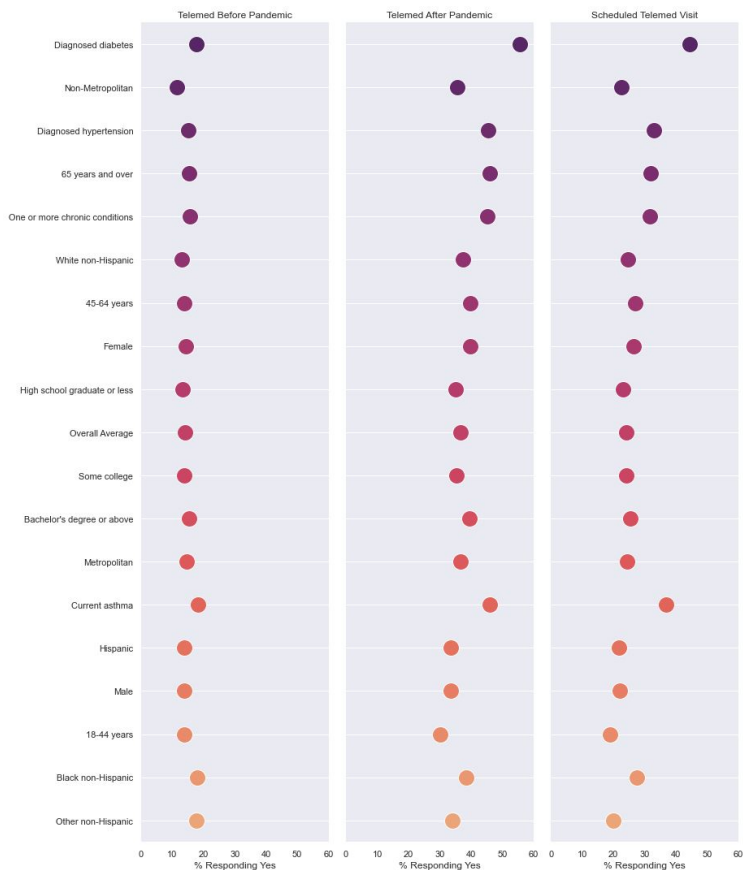 Telemed Before Pandemic Telemed After Pandemic Scheduled Telemed Visit
Diagnosed diabetes
Non-Metropolitan
Diagnosed hypertension
65 years and over
One or more chronic conditions
White non-Hispanic
45-64 years
Female
High school graduate or less
Overall Average
Some college
Bachelor's degree or above
Metropolitan
Current asthma
Hispanic
Male
18-44 years
Black non-Hispanic
Other non-Hispanic
0 10 20 30 40 50 60 0 10 20 30 40 50 60 0 10 20 30 40 50 60
% Responding Yes % Responding Yes % Responding Yes